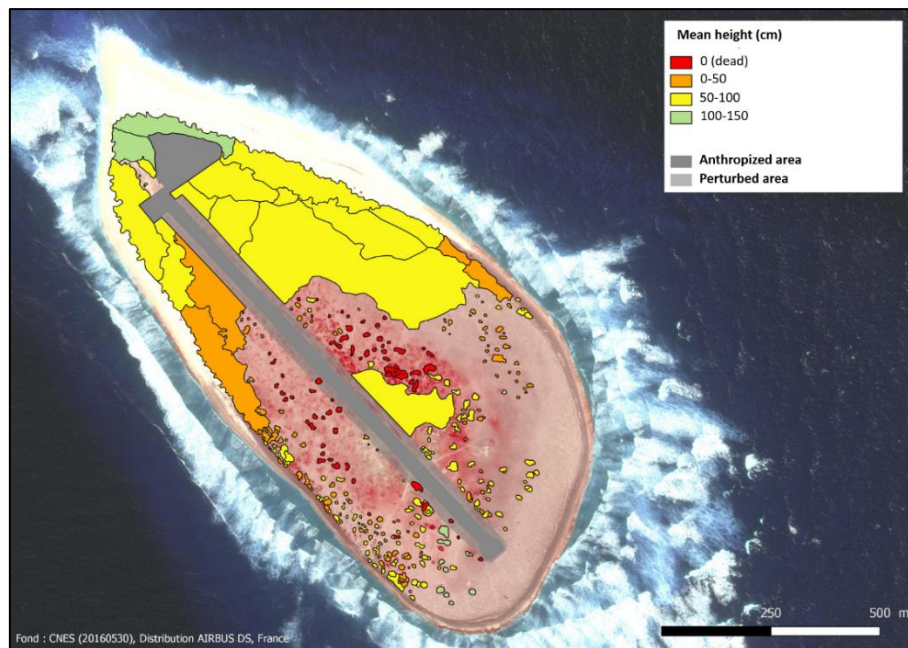 Mean height (cm)
0 (dead)
0-50
50-100
100-150
Anthropized area
Perturbed area
250
500 m
Fond : CNES (20160530), Distribution AIRBUS DS, France